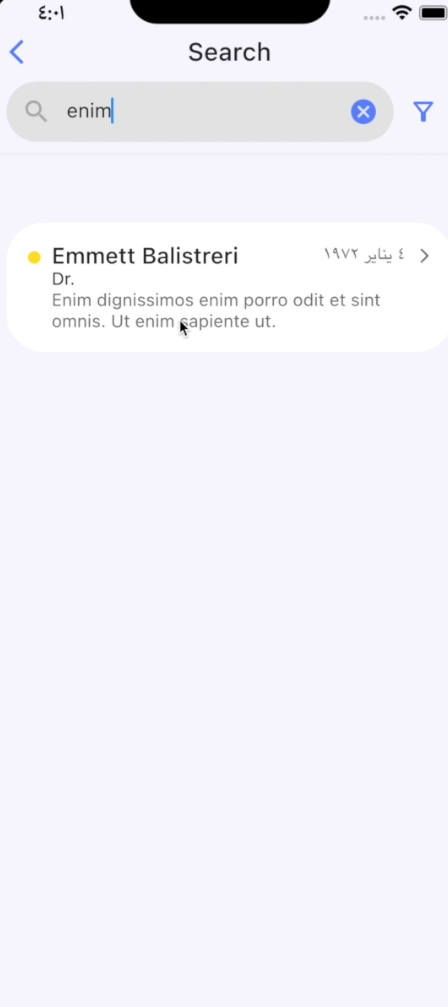 ٤:٠١
Search
enim
Emmett Balistreri
٤ يناير ١٩٧٢
Dr.
Enim dignissimos enim porro odit et sint
omnis. Ut enim sapiente ut.